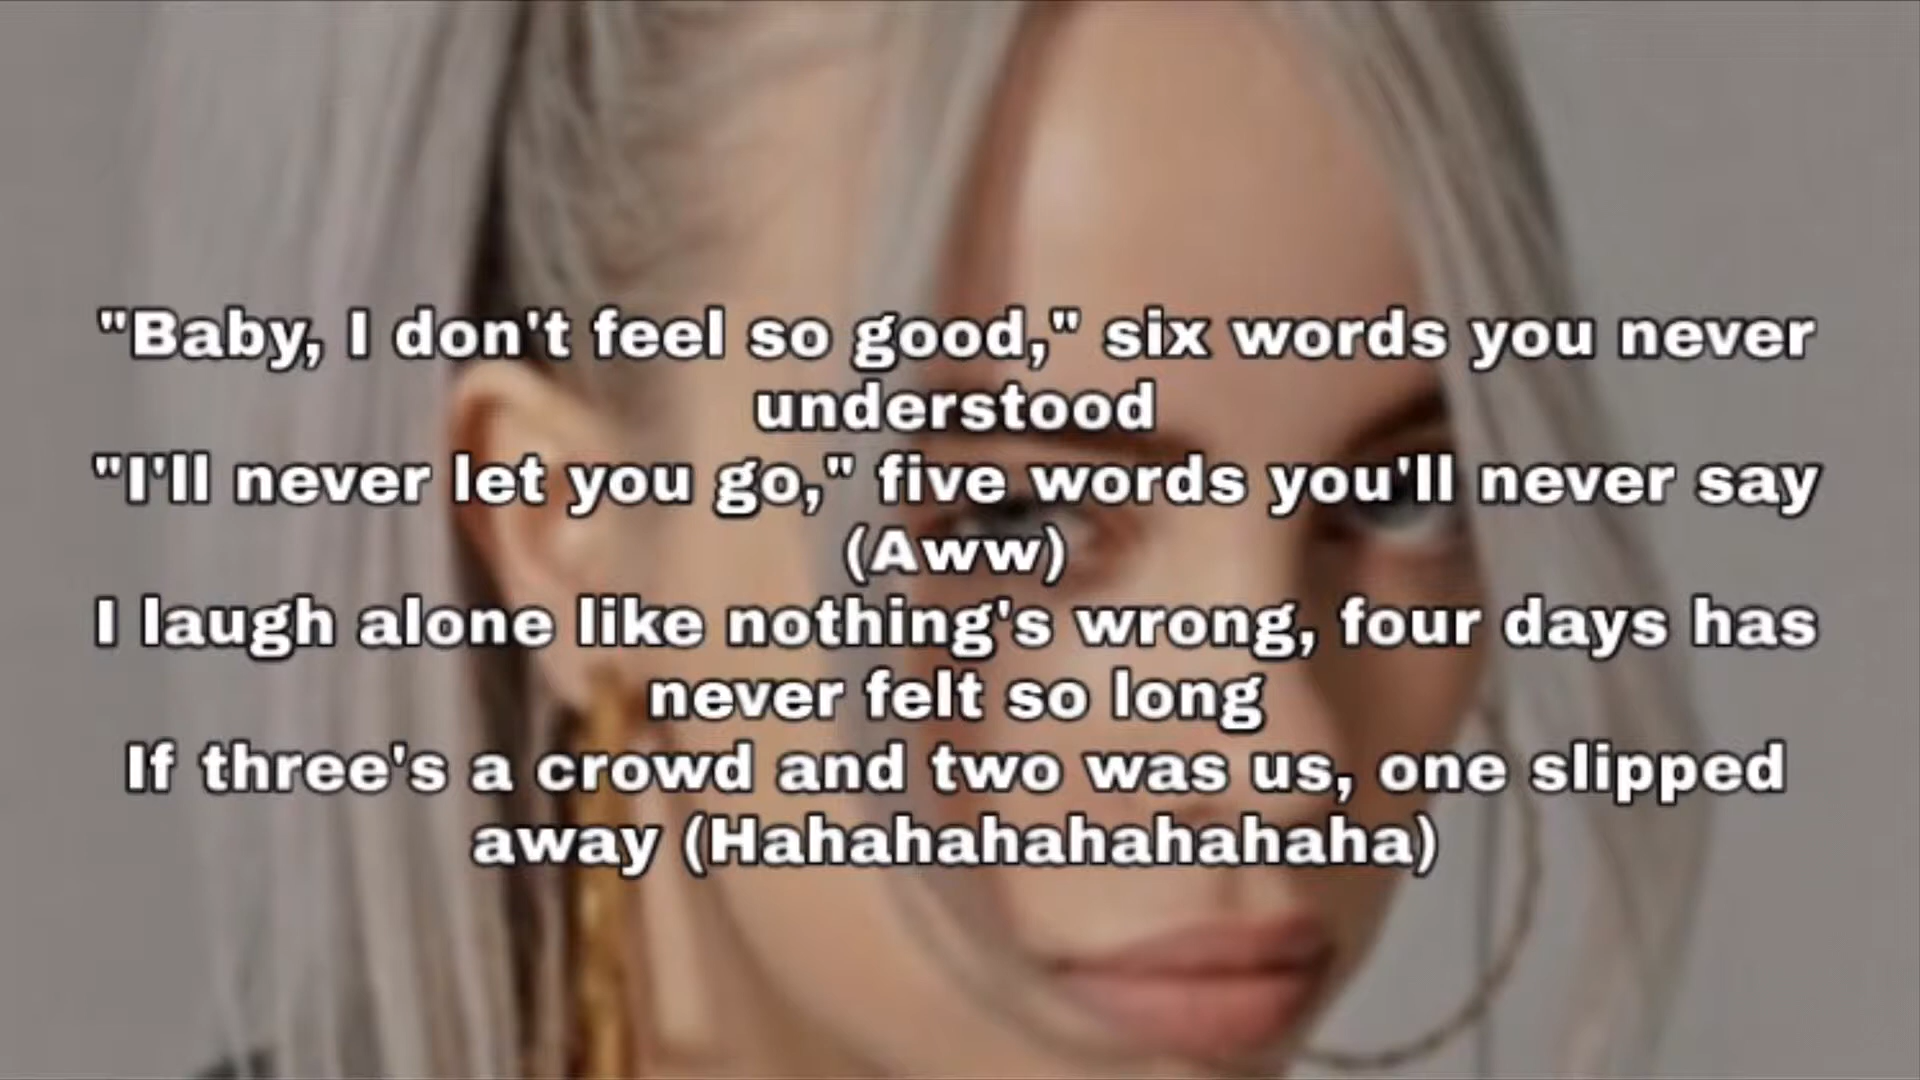 "Baby, I don't feel so good," six words you never
understood
"I'll never let you go," five words you'll never say
(Aww)
I laugh alone like nothing's wrong, four days has
never felt so long
If three's a crowd and two was us, one slipped
away (Hahahahahahahahaha)